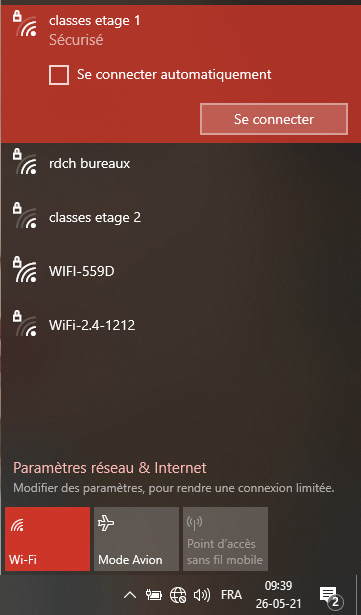 classes etage 1
Sécurisé
Se connecter automatiquement
Se connecter
rdch bureaux
classes etage 2
WIFI-559D
WiFi-2.4-1212
Paramètres réseau & Internet
Modifier des paramètres, pour rendre une connexion limitée.
Wi-Fi
Mode Avion
Point d'accès
sans fil mobile
FRA
09:39
26-05-21
2